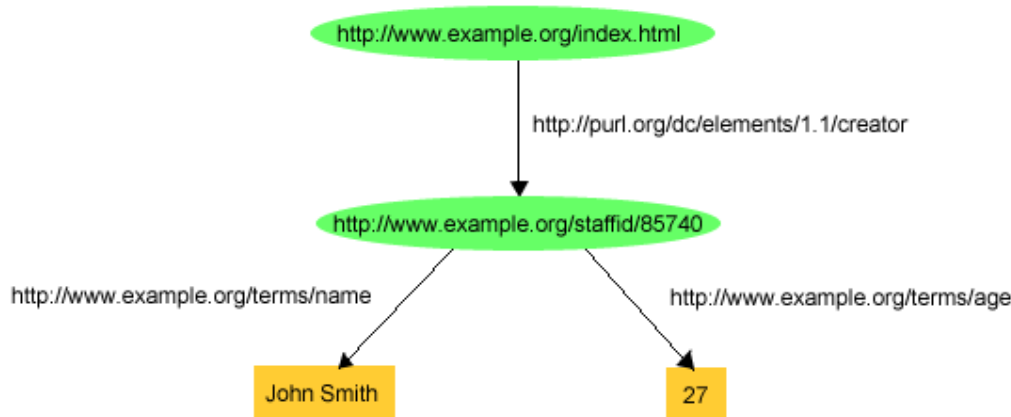 http://www.example.org/index.html
http://purl.org/dc/elements/1.1/creator
http://www.example.org/staffid/85740
http://www.example.org/terms/name
http://www.example.org/terms/age
John Smith
27